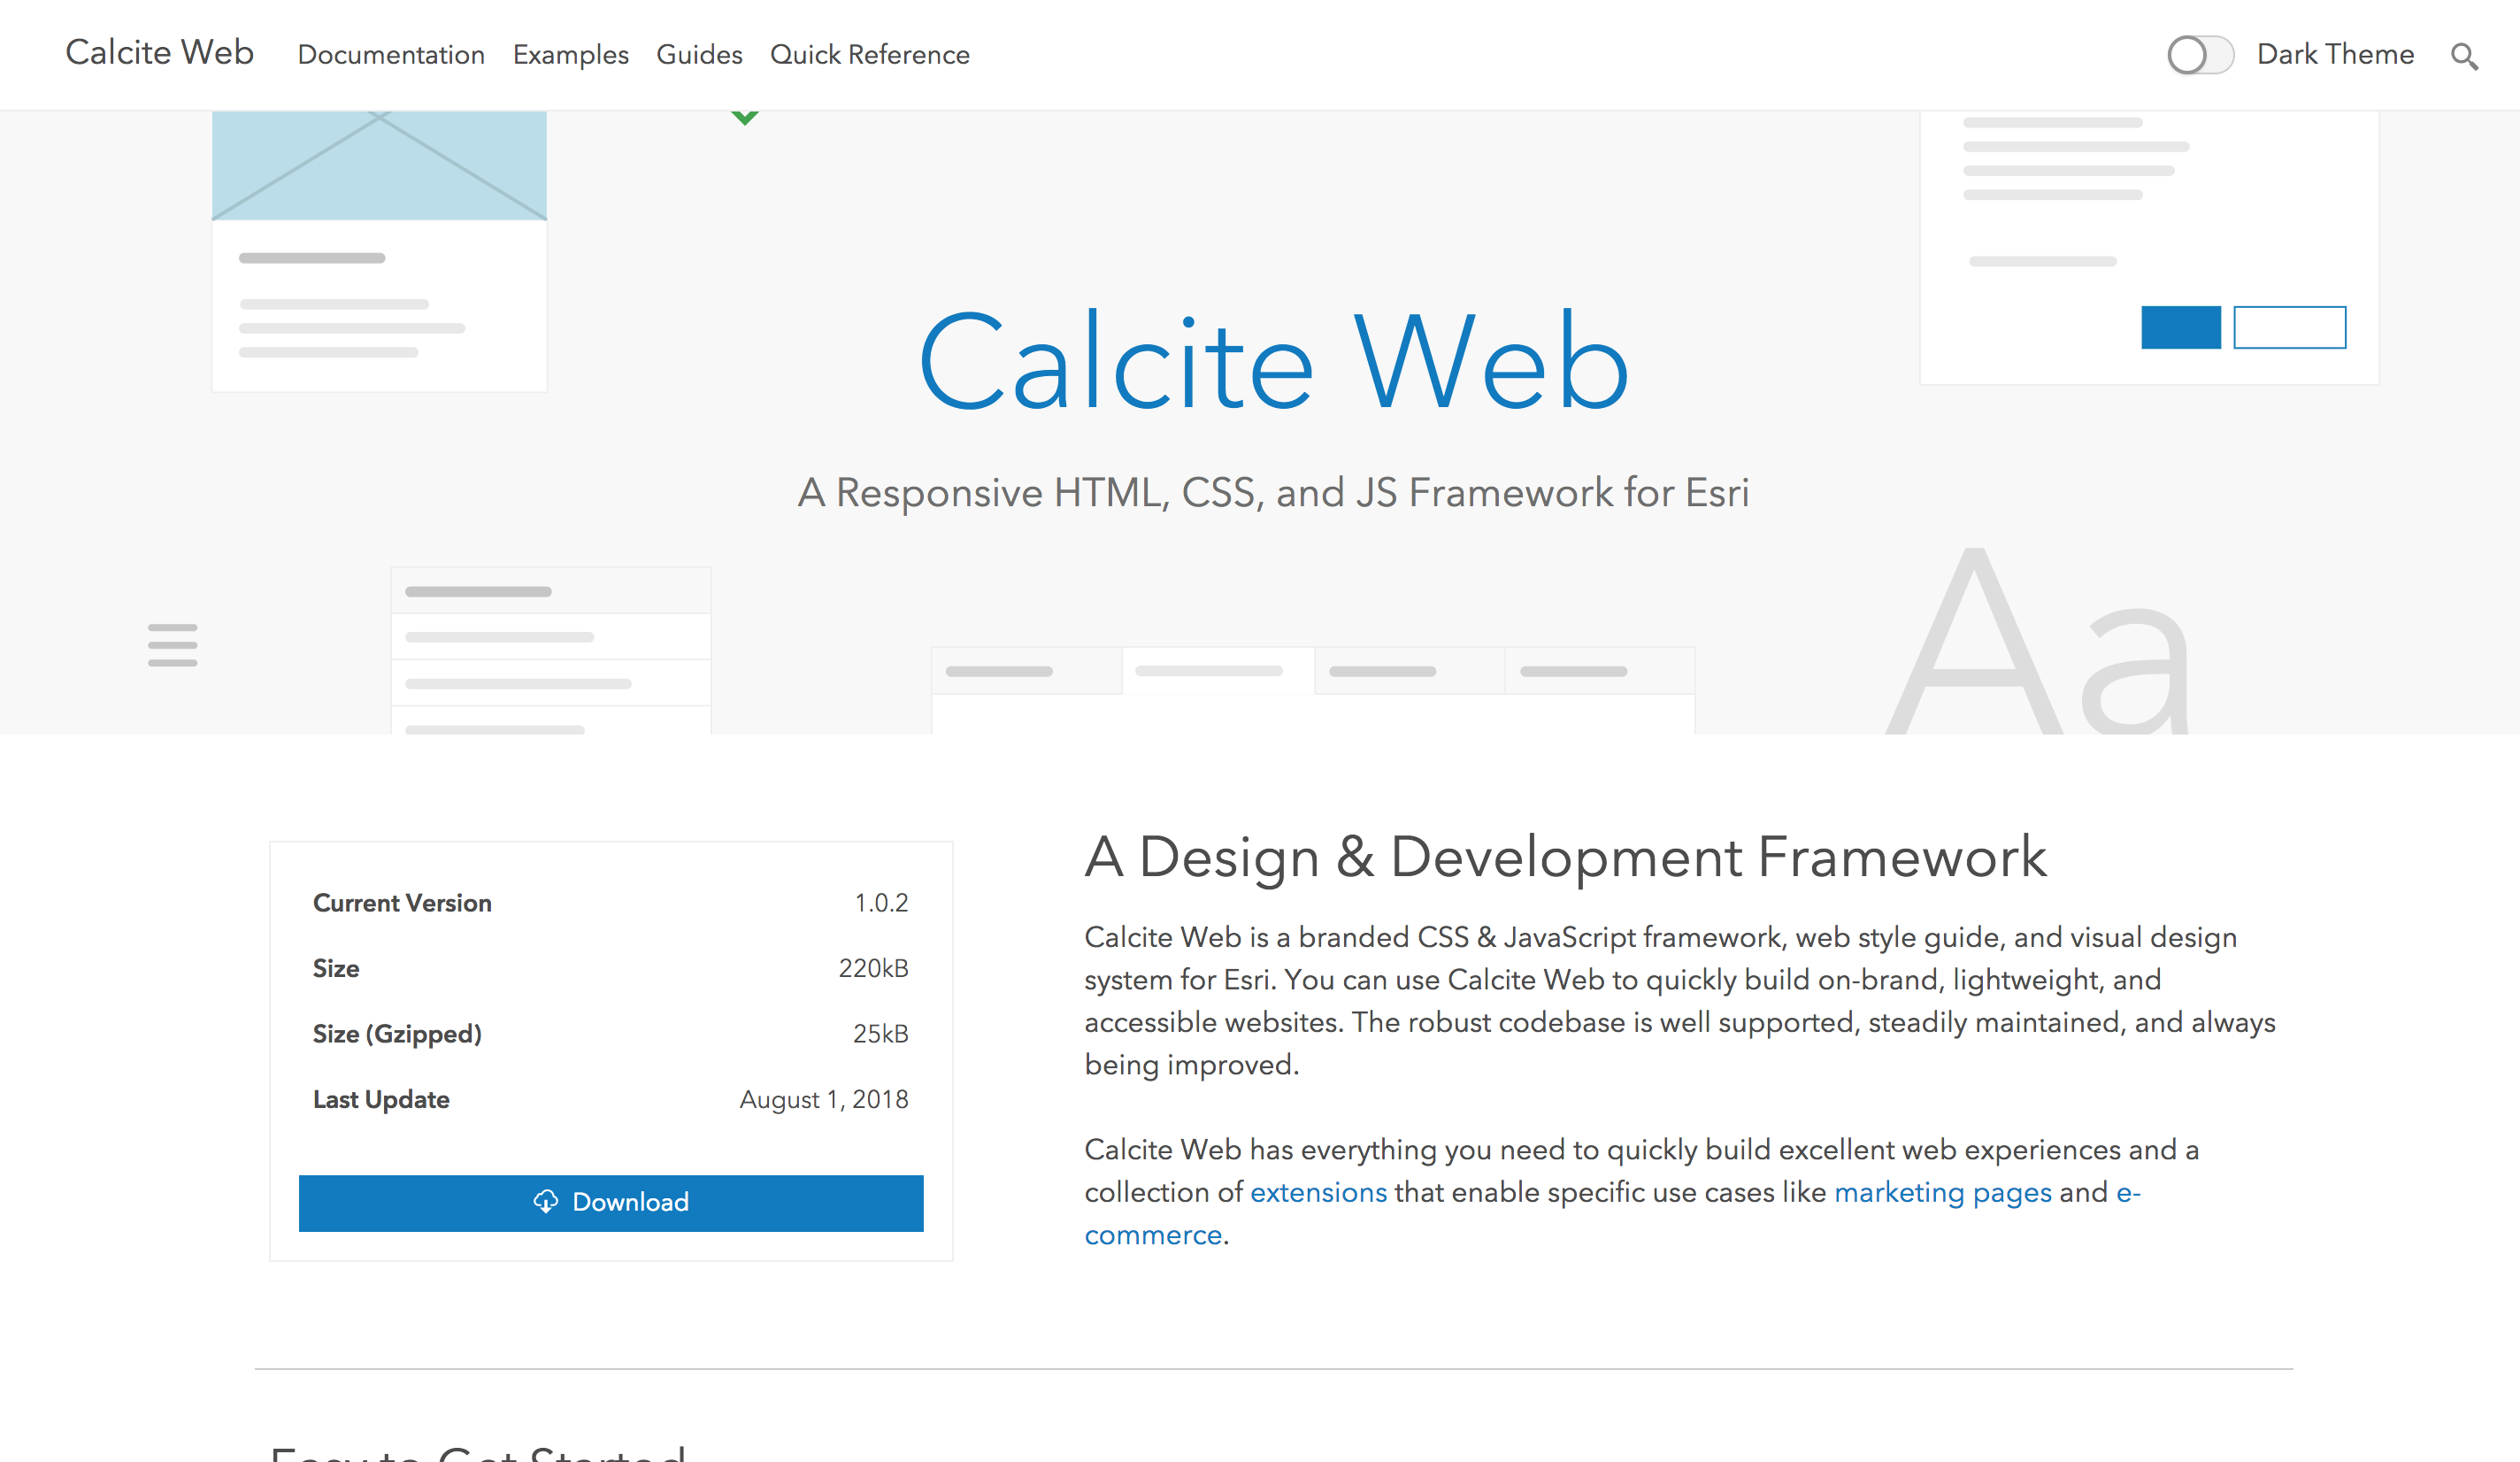 Calcite Web Documentation Examples Guides Quick Reference Dark Theme
Calcite Web
A Responsive HTML, CSS, and JS Framework for Esri
Aa
Current Version 1.0.2
Size 220kB
Size (Gzipped) 25kB
Last Update August 1, 2018
Download
A Design & Development Framework
Calcite Web is a branded CSS & JavaScript framework, web style guide, and visual design
system for Esri. You can use Calcite Web to quickly build on-brand, lightweight, and
accessible websites. The robust codebase is well supported, steadily maintained, and always
being improved.
Calcite Web has everything you need to quickly build excellent web experiences and a
collection of extensions that enable specific use cases like marketing pages and e-
commerce.
Easy to Get Started